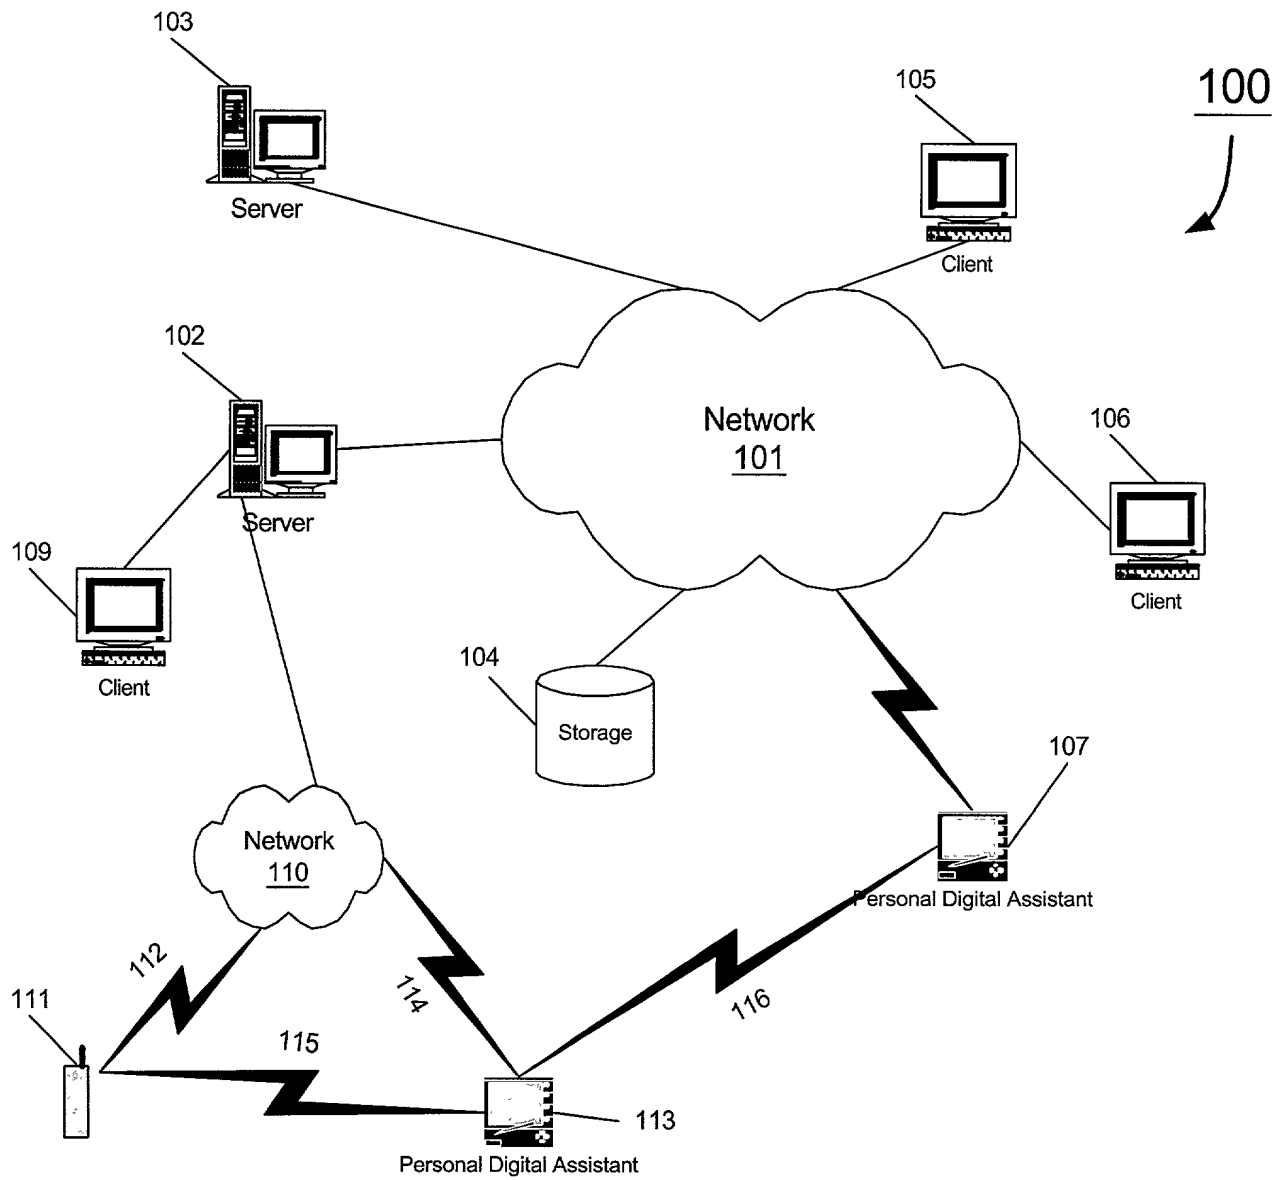 103
105
100
Server
Client
102
Network
101
106
Server
109
Client
Client
104
Storage
107
Network
110
Personal Digital Assistant
112
111
114
116
115
113
Personal Digital Assistant